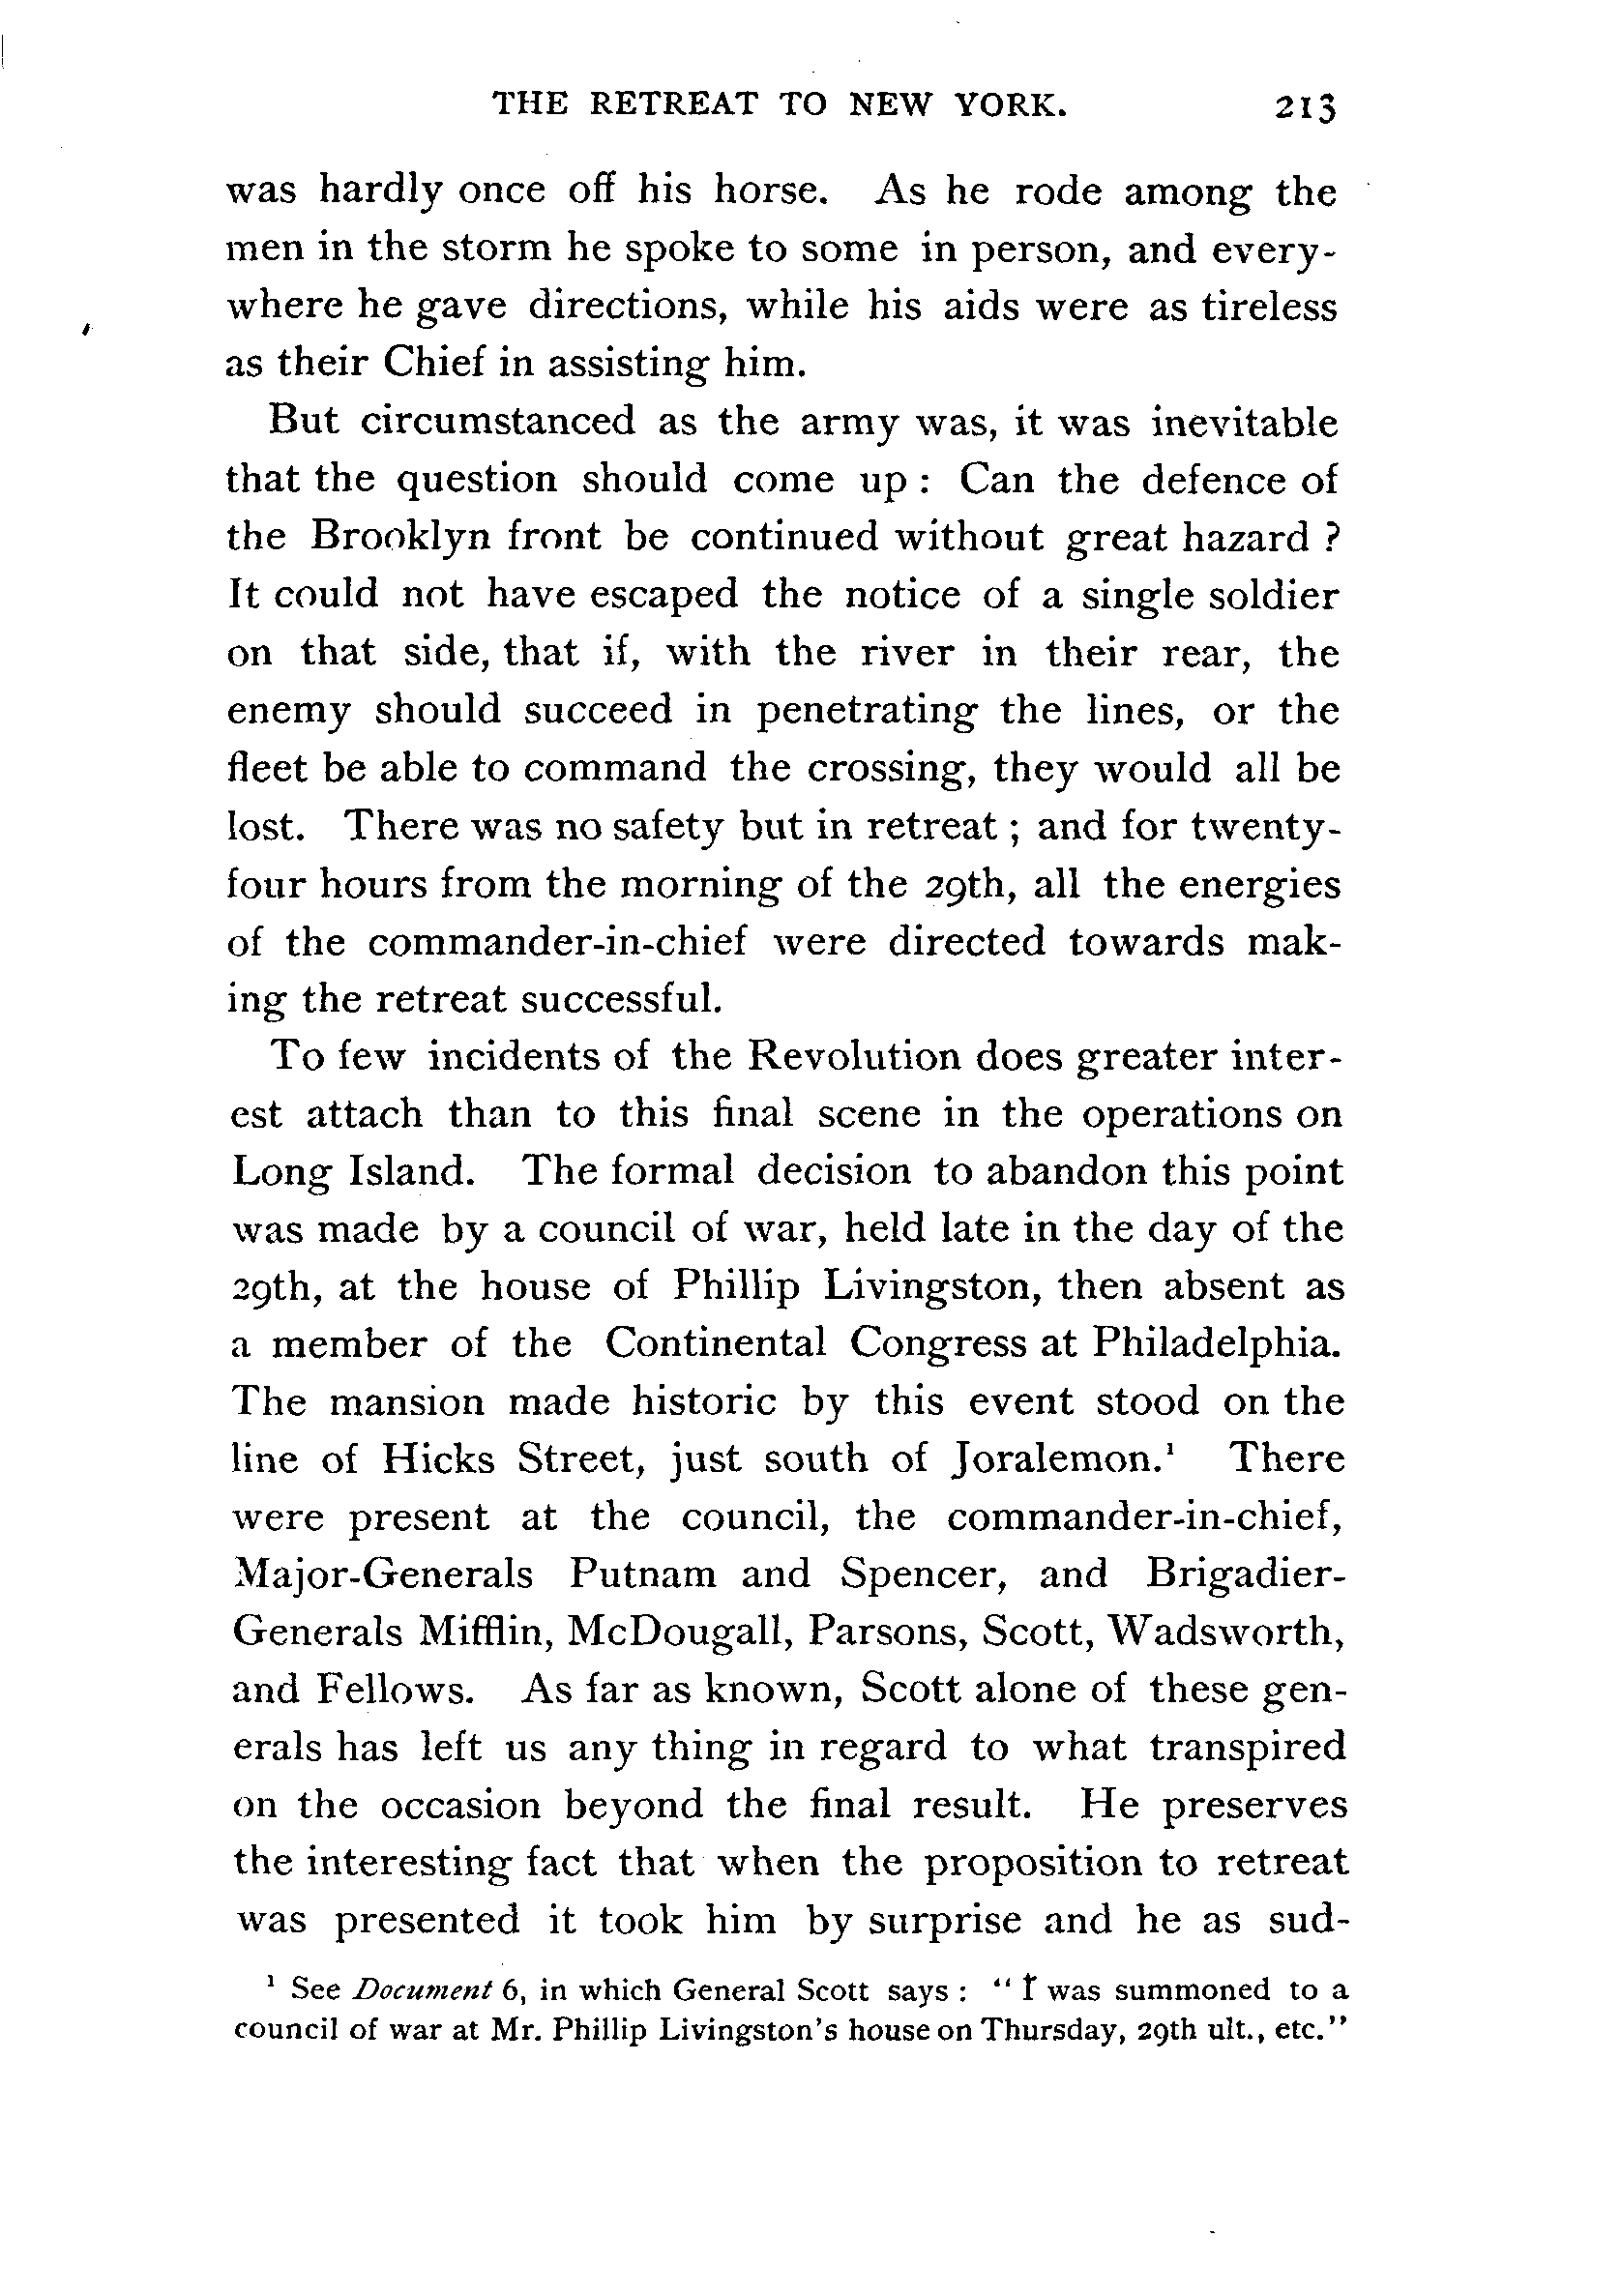 THE RETREAT TO NEW YORK. 213
was hardly once off his horse. As he rode among the
men in the storm he spoke to some in person, and every-
where he gave directions, while his aids were as tireless
as their Chief in assisting him.
But circumstanced as the army was, it was inevitable
that the question should come up : Can the defence of
the Brooklyn front be continued without great hazard ?
It could not have escaped the notice of a single soldier
on that side, that if, with the river in their rear, the
enemy should succeed in penetrating the lines, or the
fleet be able to command the crossing, they would all be
lost. There was no safety but in retreat ; and for twenty-
four hours from the morning of the 29th, all the energies
of the commander-in-chief were directed towards mak-
ing the retreat successful.
To few incidents of the Revolution does greater inter-
est attach than to this final scene in the operations on
Long Island. The formal decision to abandon this point
was made by a council of war, held late in the day of the
29th, at the house of Phillip Livingston, then absent as
a member of the Continental Congress at Philadelphia.
The mansion made historic by this event stood on the
line of Hicks Street, just south of Joralemon.¹ There
were present at the council, the commander-in-chief,
Major-Generals Putnam and Spencer, and Brigadier-
Generals Mifflin, McDougall, Parsons, Scott, Wadsworth,
and Fellows. As far as known, Scott alone of these gen-
erals has left us any thing in regard to what transpired
on the occasion beyond the final result. He preserves
the interesting fact that when the proposition to retreat
was presented it took him by surprise and he as sud-
¹ See Document 6, in which General Scott says : “ I was summoned to a
council of war at Mr. Phillip Livingston's house on Thursday, 29th ult., etc.”